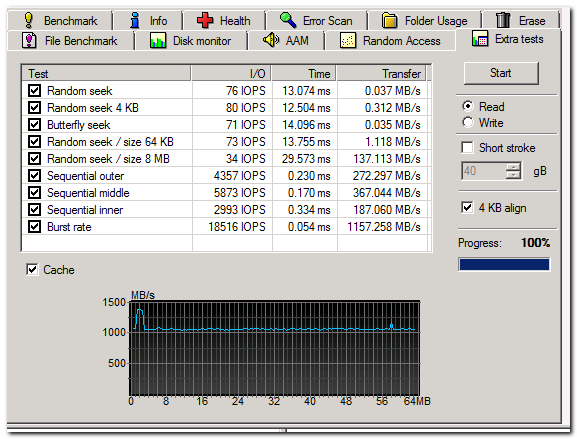 Benchmark Info Health Error Scan Folder Usage Erase
File Benchmark Disk monitor AAM Random Access Extra tests
Test I/O Time Transfer
Random seek 76 IOPS 13.074 ms 0.037 MB/s
Random seek 4 KB 80 IOPS 12.504 ms 0.312 MB/s
Butterfly seek 71 IOPS 14.096 ms 0.035 MB/s
Random seek / size 64 KB 73 IOPS 13.755 ms 1.118 MB/s
Random seek / size 8 MB 34 IOPS 29.573 ms 137.113 MB/s
Sequential outer 4357 IOPS 0.230 ms 272.297 MB/s
Sequential middle 5873 IOPS 0.170 ms 367.044 MB/s
Sequential inner 2993 IOPS 0.334 ms 187.060 MB/s
Burst rate 18516 IOPS 0.054 ms 1157.258 MB/s
Start
Read
Write
Short stroke
40 gB
4 KB align
Progress: 100%
Cache
MB/s
1500
1000
500
0 8 16 24 32 40 48 56 64MB